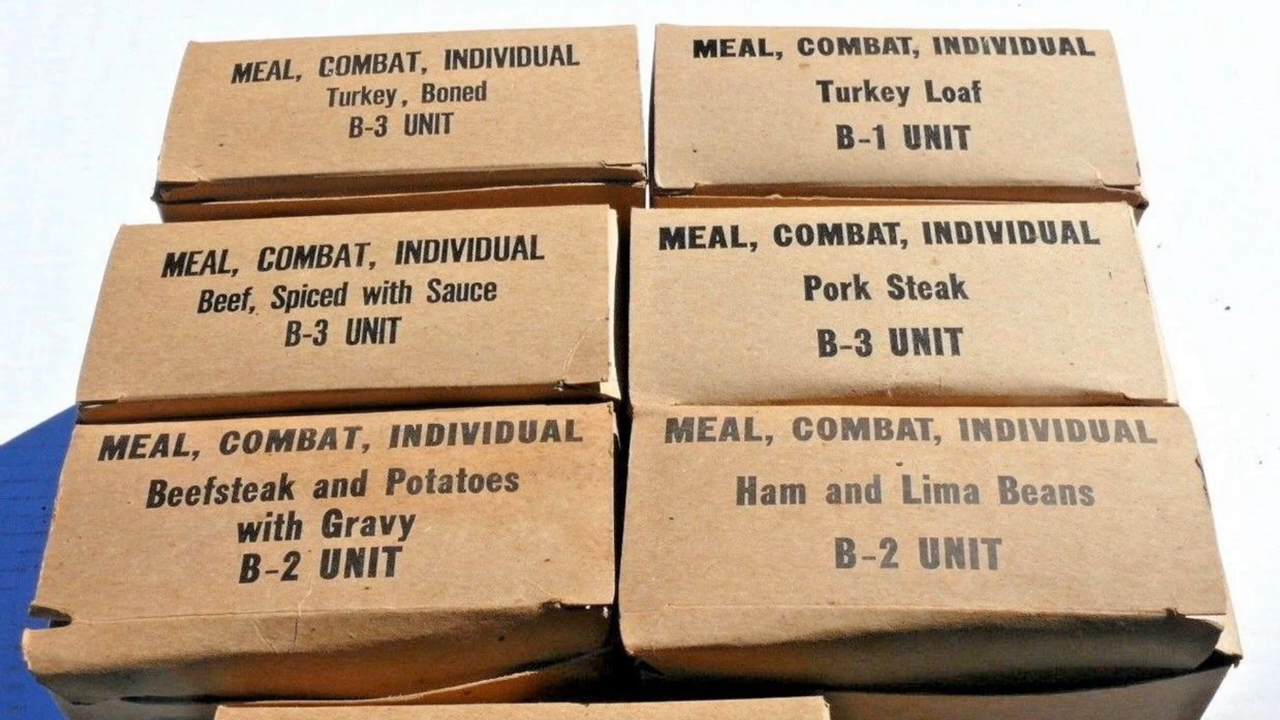 MEAL, COMBAT, INDIVIDUAL
Turkey, Boned
B-3 UNIT
MEAL, COMBAT, INDIVIDUAL
Turkey Loaf
B-1 UNIT
MEAL, COMBAT, INDIVIDUAL
Beef, Spiced with Sauce
B-3 UNIT
MEAL, COMBAT, INDIVIDUAL
Pork Steak
B-3 UNIT
MEAL, COMBAT, INDIVIDUAL
Beefsteak and Potatoes
with Gravy
B-2 UNIT
MEAL, COMBAT, INDIVIDUAL
Ham and Lima Beans
B-2 UNIT